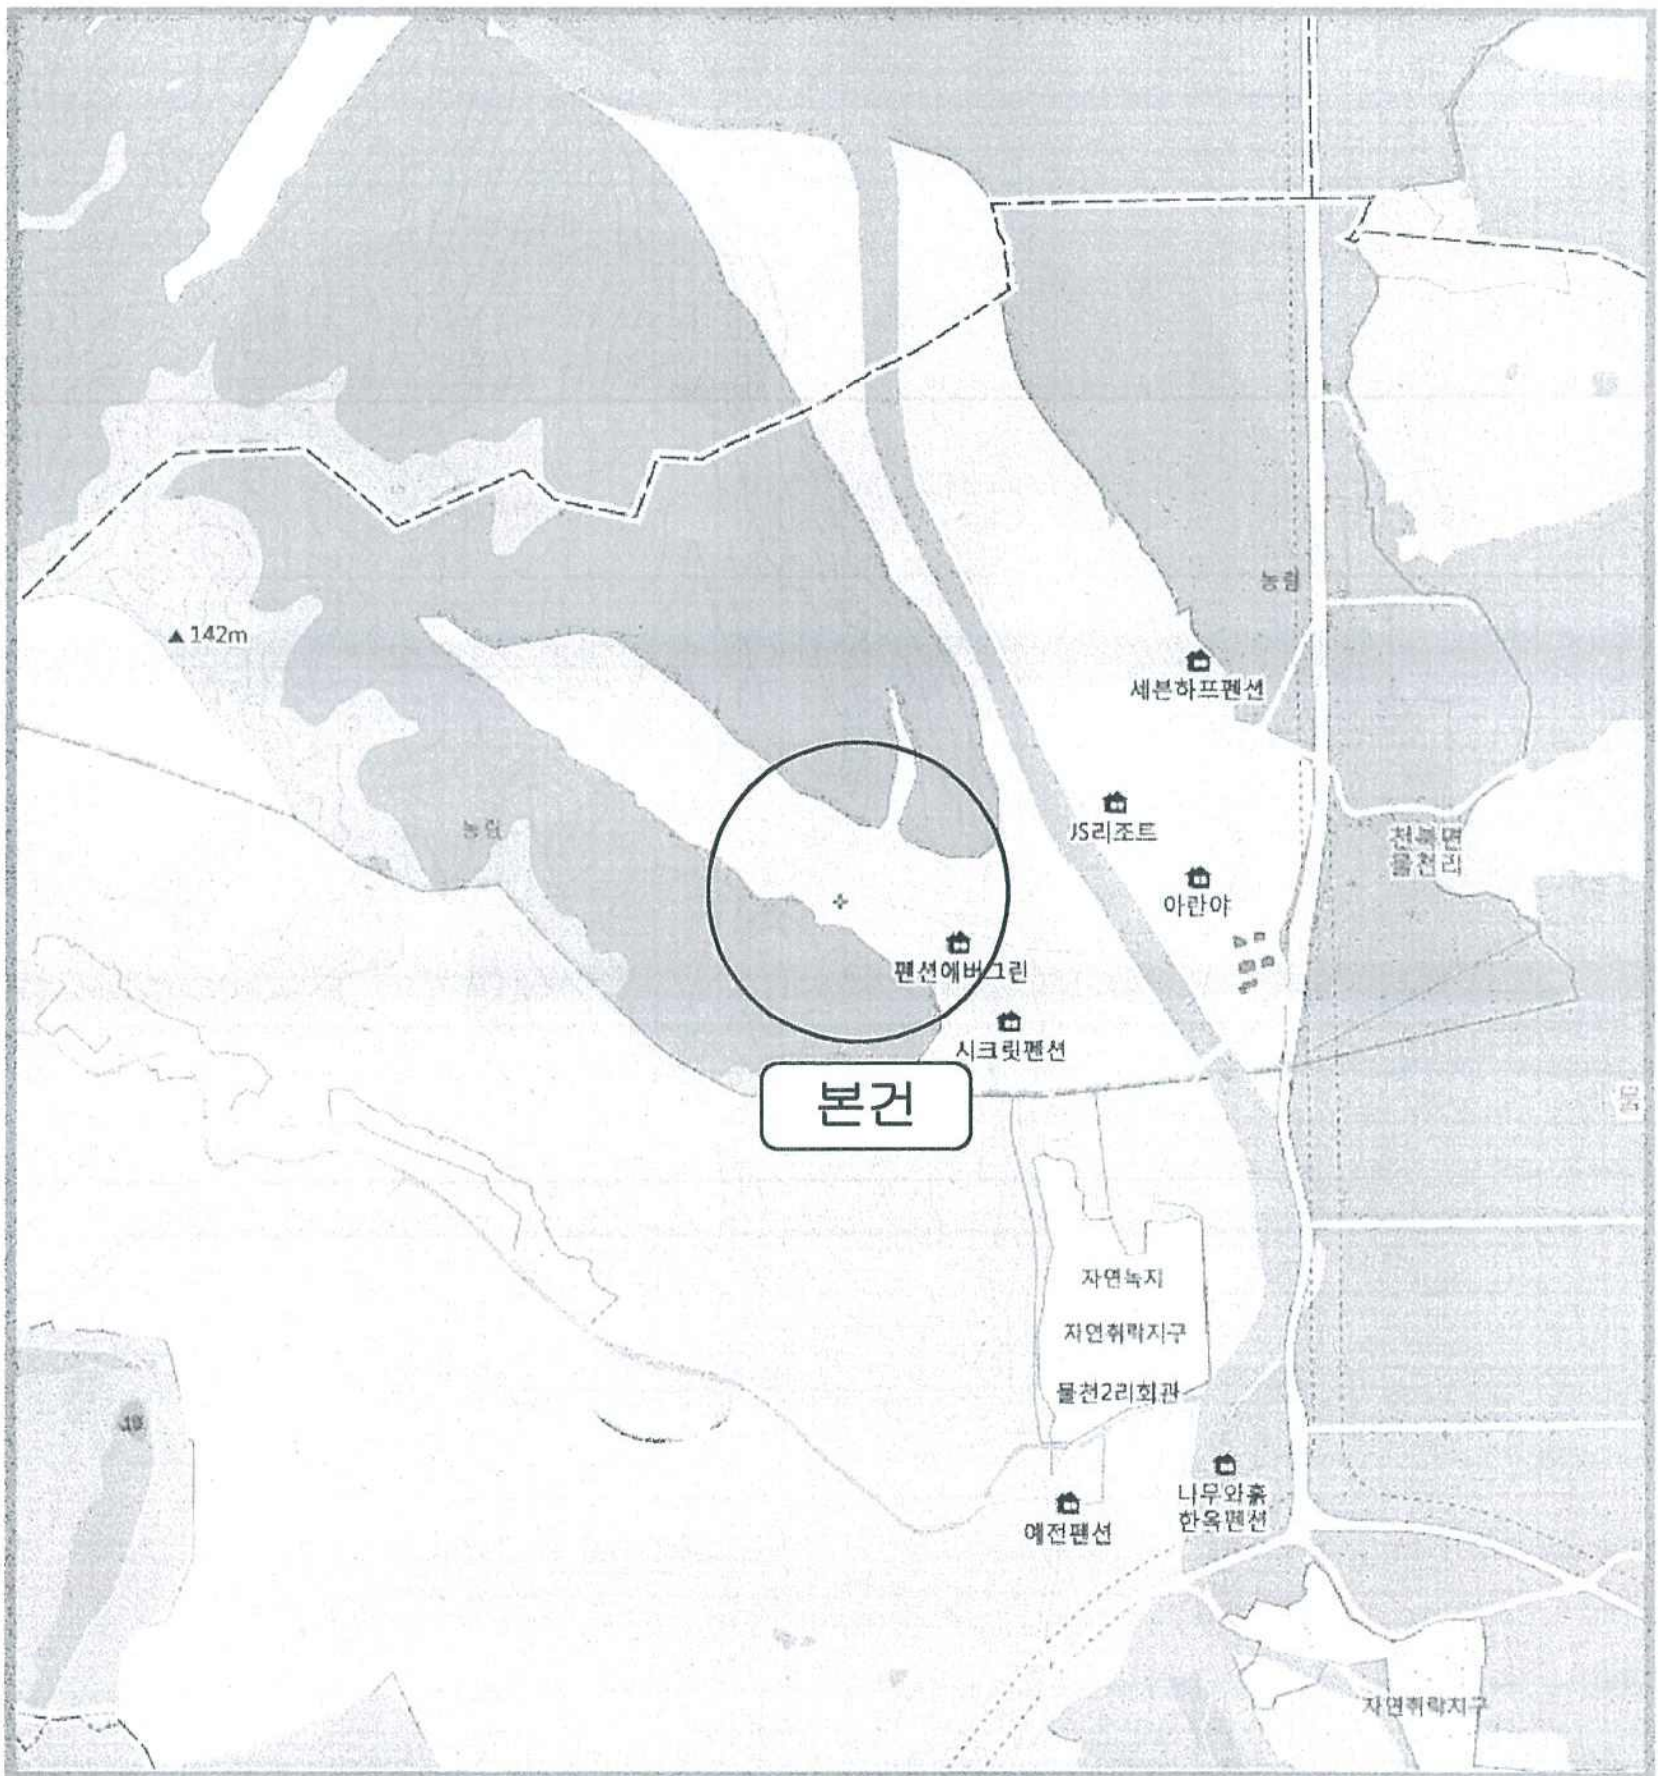 농림
▲ 142m
세븐하프펜션
JS리조트
농림
천북면
물천리
아란야
펜션에버그린
시크릿펜션
본건
자연녹지
자연취락지구
물천2리회관
나무와흙
한옥펜션
예전펜션
자연취락지구